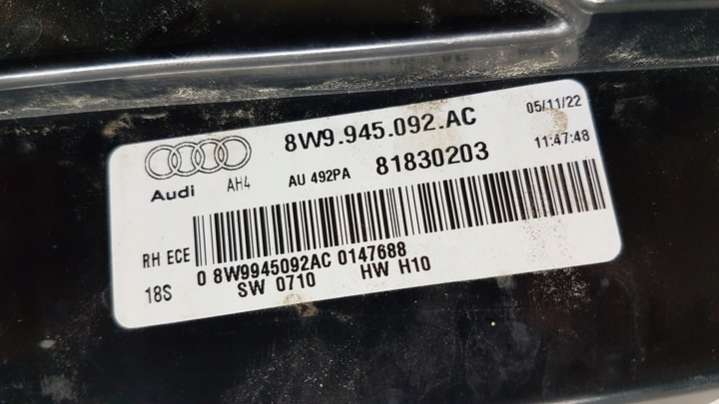 8W9.945.092.AC 05/11/22
Audi AH4 AU 492PA 81830203 11:47:48
RH ECE
0 8W9945092AC 0147688
18S SW 0710 HW H10